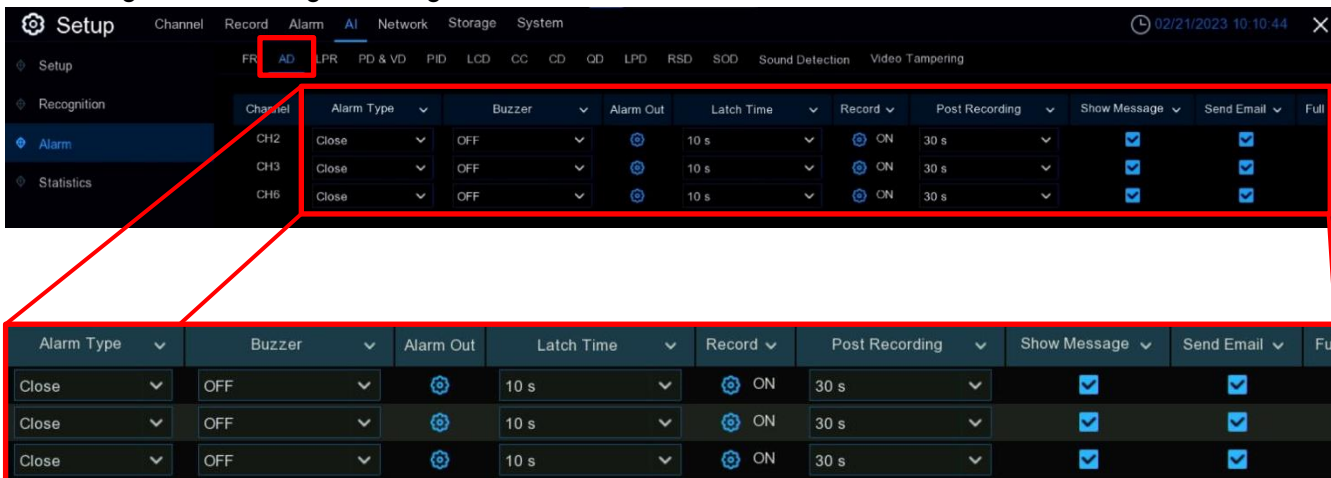 Setup Channel Record Alarm AI Network Storage System 02/21/2023 10:10:44
Setup FR AD LPR PD & VD PID LCD CC CD QD LPD RSD SOD Sound Detection Video Tampering
Recognition Channel Alarm Type Buzzer Alarm Out Latch Time Record Post Recording Show Message Send Email Full
Alarm CH2 Close OFF 10 s ON 30 s
CH3 Close OFF 10 s ON 30 s
Statistics CH6 Close OFF 10 s ON 30 s
Alarm Type Buzzer Alarm Out Latch Time Record Post Recording Show Message Send Email Fu
Close OFF 10 s ON 30 s
Close OFF 10 s ON 30 s
Close OFF 10 s ON 30 s